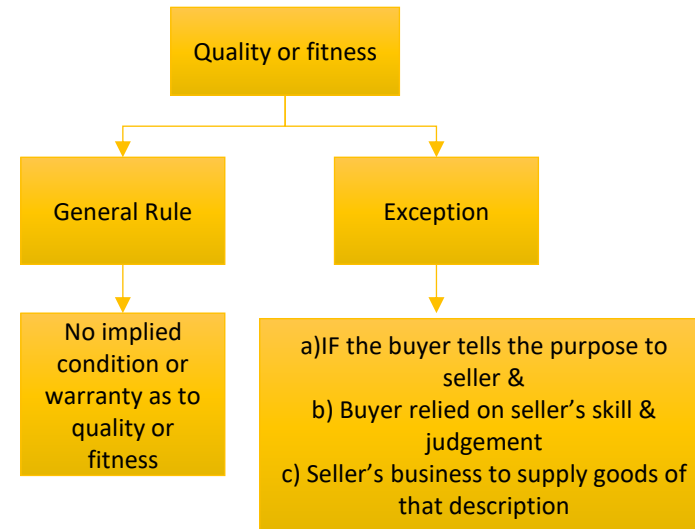 Quality or fitness
General Rule
Exception
No implied
condition or
warranty as to
quality or
fitness
a)IF the buyer tells the purpose to
seller &
b) Buyer relied on seller’s skill &
judgement
c) Seller’s business to supply goods of
that description